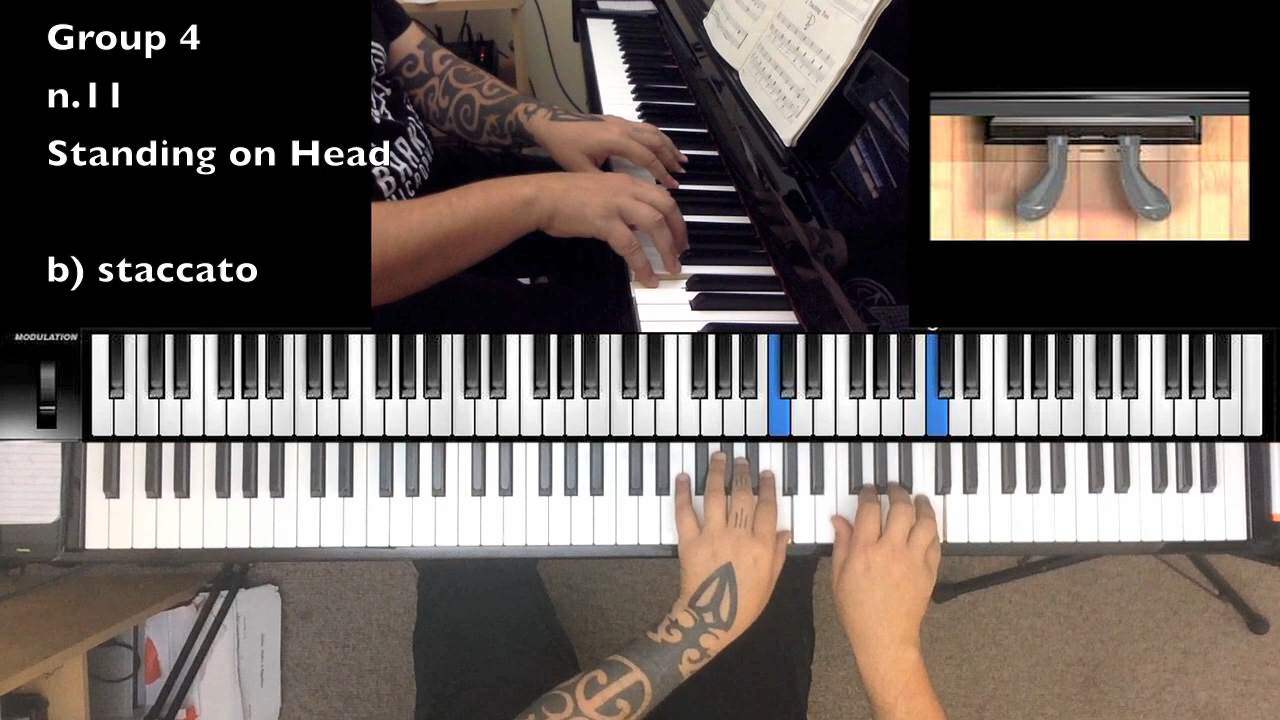 Group 4
n.11
Standing on Head
b) staccato
MODULATION